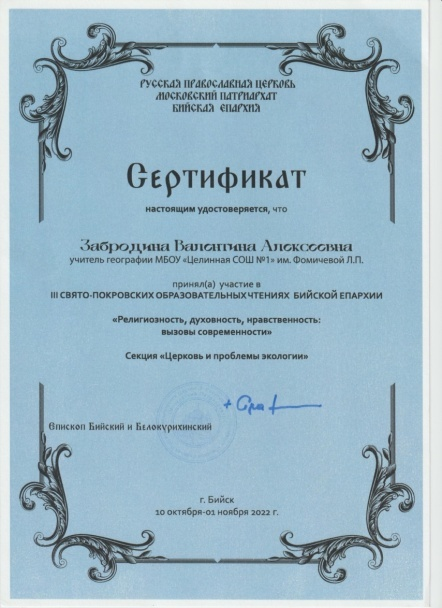 РУССКАЯ ПРАВОСЛАВНАЯ ЦЕРКОВЬ
МОСКОВСКИЙ ПАТРИАРХАТ
БИЙСКАЯ ЕПАРХИЯ
Сертификат
настоящим удостоверяется, что
Забродина Валентина Алексеевна
учитель географии МБОУ «Целинная СОШ №1» им. Фомичевой Л.П.
принял(а) участие в
III СВЯТО-ПОКРОВСКИХ ОБРАЗОВАТЕЛЬНЫХ ЧТЕНИЯХ БИЙСКОЙ ЕПАРХИИ
«Религиозность, духовность, нравственность:
вызовы современности»
Секция «Церковь и проблемы экологии»
Епископ Бийский и Белокурихинский
г. Бийск
10 октября-01 ноября 2022 г.